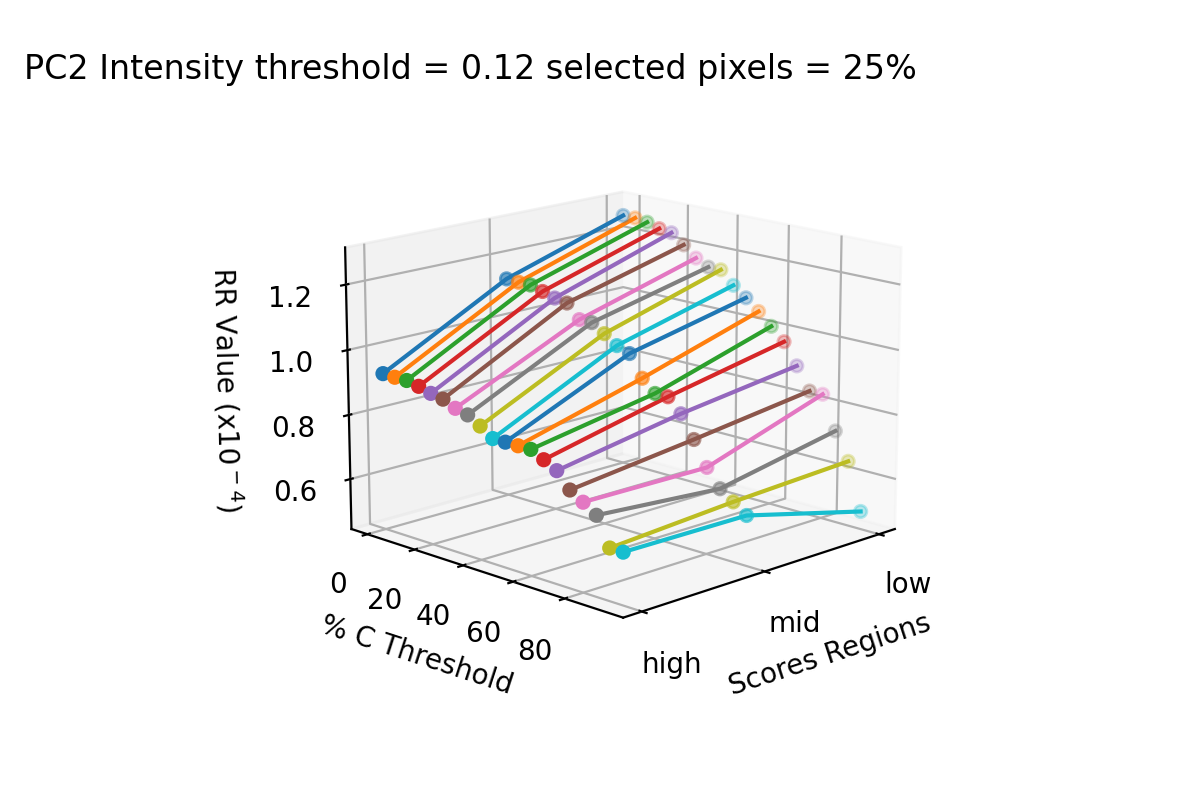 PC2 Intensity threshold = 0.12 selected pixels = 25%
RR Value (x10⁻⁴)
1.2
1.0
0.8
0.6
0
20
40
60
80
% C Threshold
high
mid
low
Scores Regions